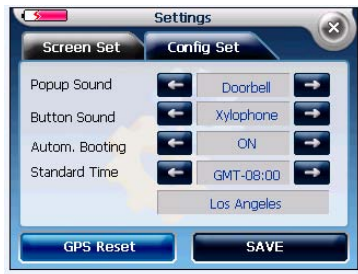 Settings
Screen Set Config Set
Popup Sound Doorbell
Button Sound Xylophone
Autom. Booting ON
Standard Time GMT-08:00
Los Angeles
GPS Reset SAVE